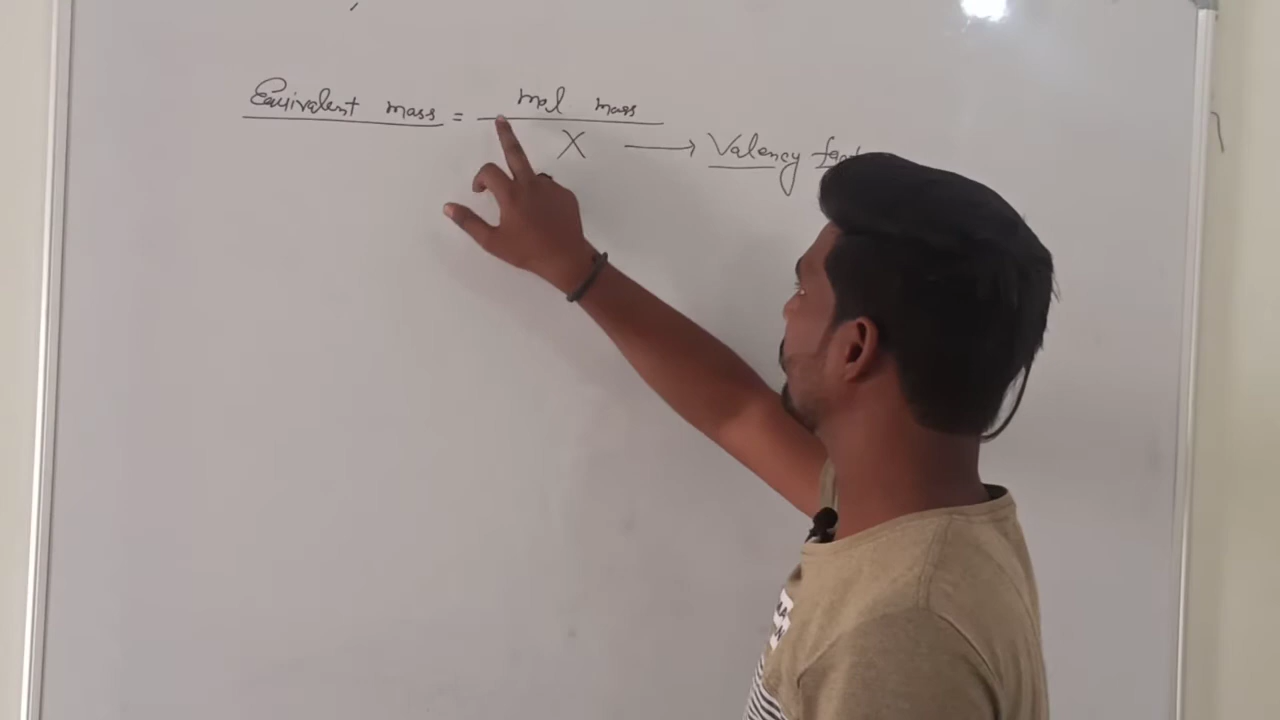 Equivalent mass = mol mass
X → Valency